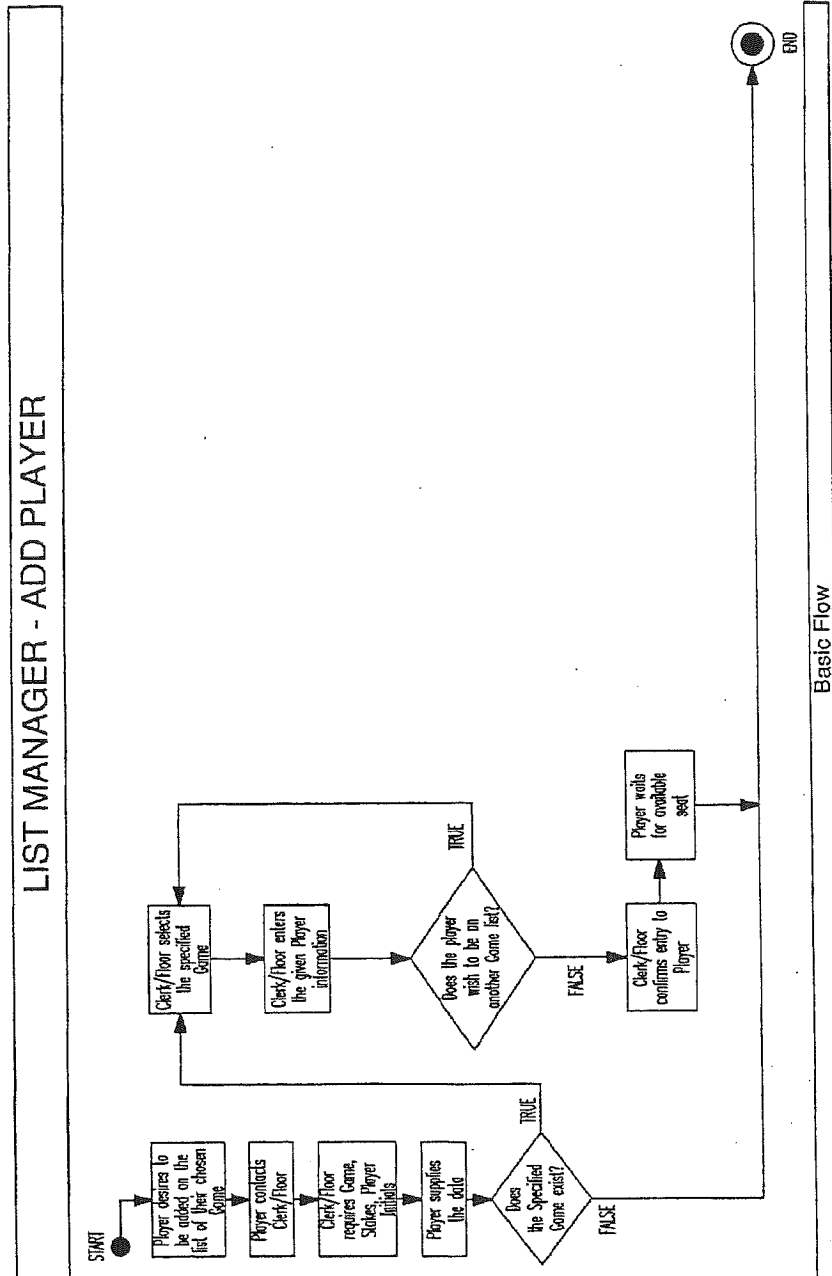 LIST MANAGER - ADD PLAYER
START
Player desires to
be added on the
list of their chosen
Game
Player contacts
Clerk/Floor
Clerk/Floor
requires Game,
Stakes, Player
Initials
Player supplies
the data
Does
the Specified
Game exist?
TRUE
FALSE
Clerk/Floor selects
the specified
Game
Clerk/Floor enters
the given Player
information
Does the player
wish to be on
another Game list?
TRUE
FALSE
Clerk/Floor
confirms entry to
Player
Player waits
for available
seat
END
Basic Flow